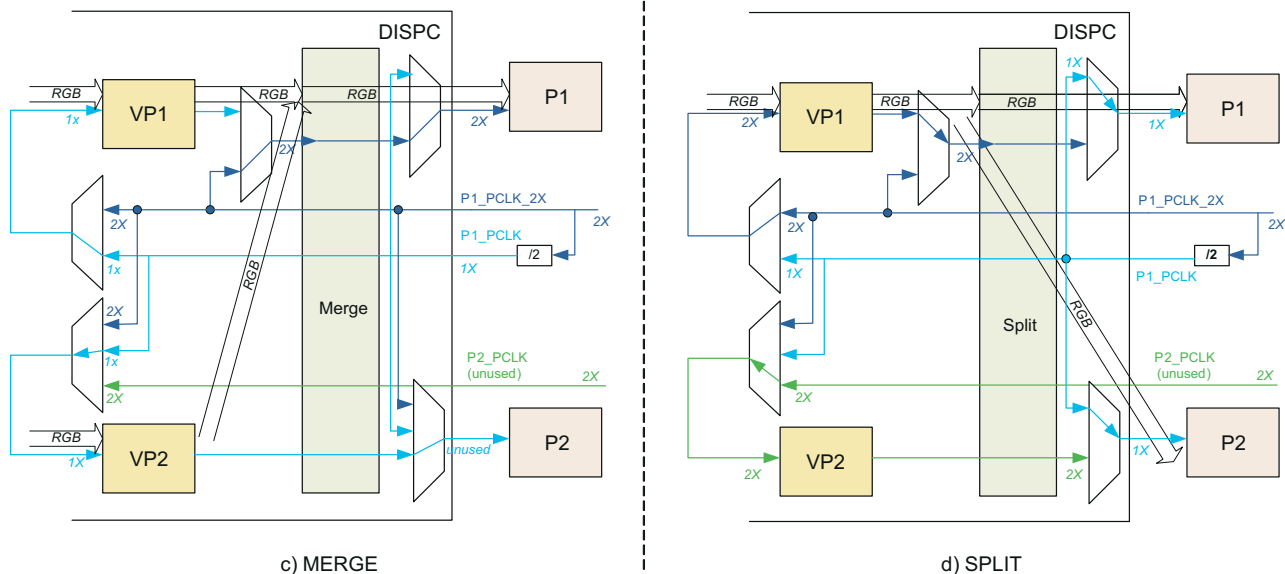 DISPC
RGB
RGB
RGB
VP1
P1
1x
2X
2X
P1_PCLK_2X
2X
2X
P1_PCLK
1x
1X
/2
RGB
Merge
2X
1x
P2_PCLK
(unused)
2X
2X
RGB
VP2
P2
1X
unused
c) MERGE
DISPC
1X
RGB
RGB
RGB
VP1
P1
2X
1X
2X
P1_PCLK_2X
2X
2X
/2
1X
P1_PCLK
RGB
Split
P2_PCLK
(unused)
2X
2X
VP2
P2
2X
2X
1X
d) SPLIT